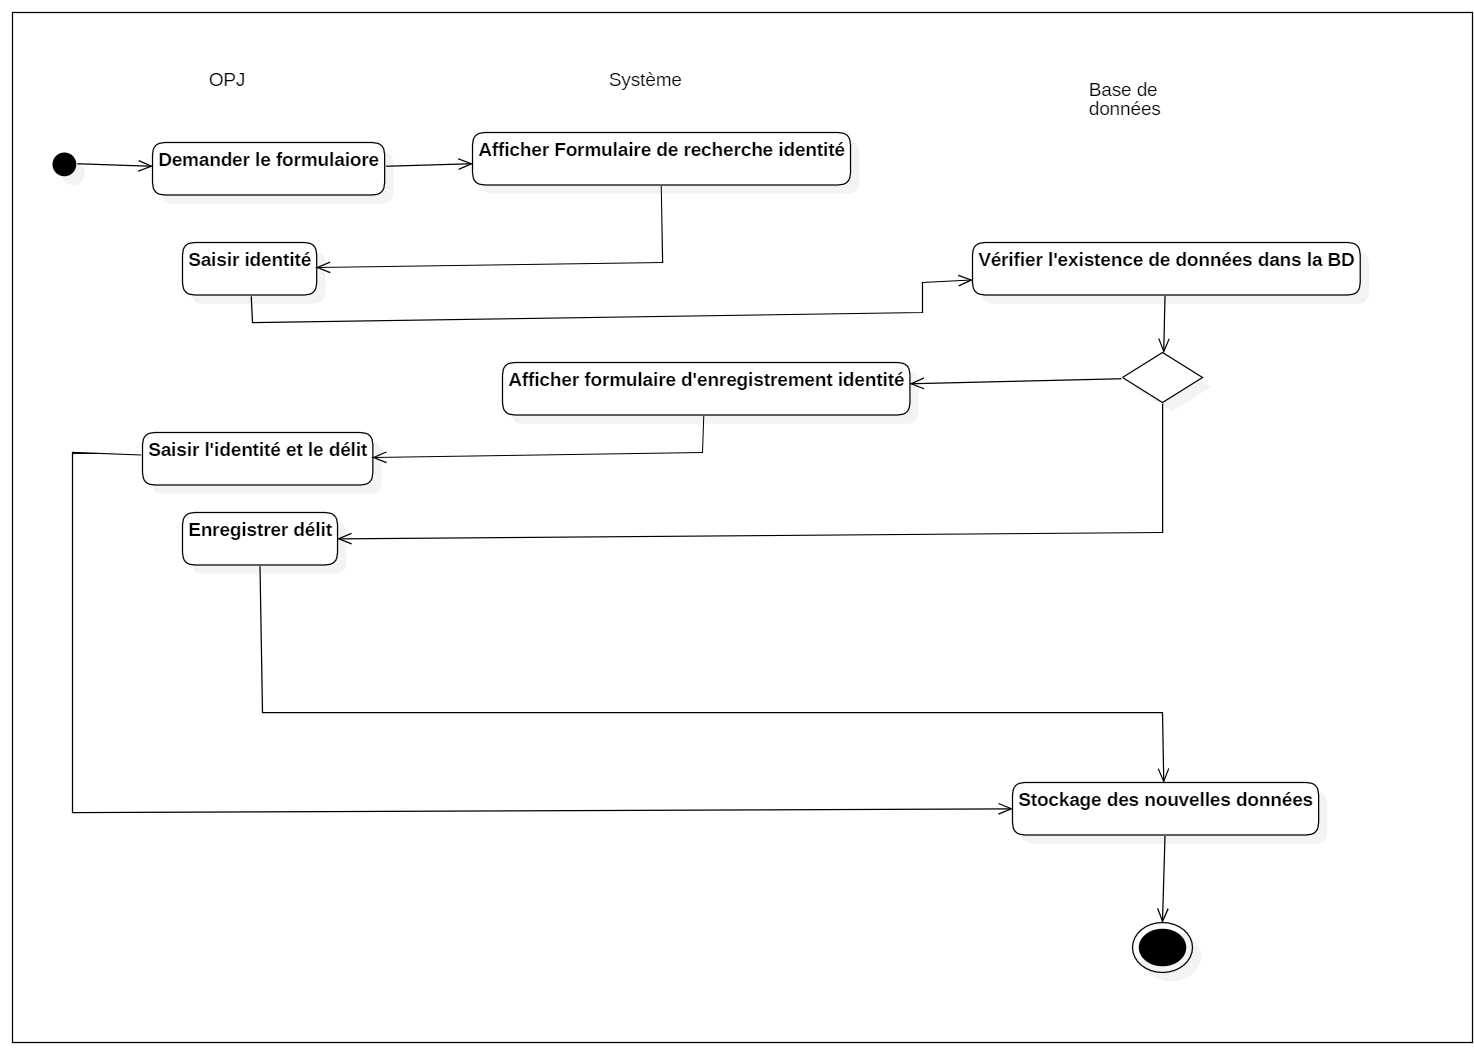 OPJ
Système
Base de
données
Demander le formulaiore
Afficher Formulaire de recherche identité
Saisir identité
Vérifier l'existence de données dans la BD
Afficher formulaire d'enregistrement identité
Saisir l'identité et le délit
Enregistrer délit
Stockage des nouvelles données